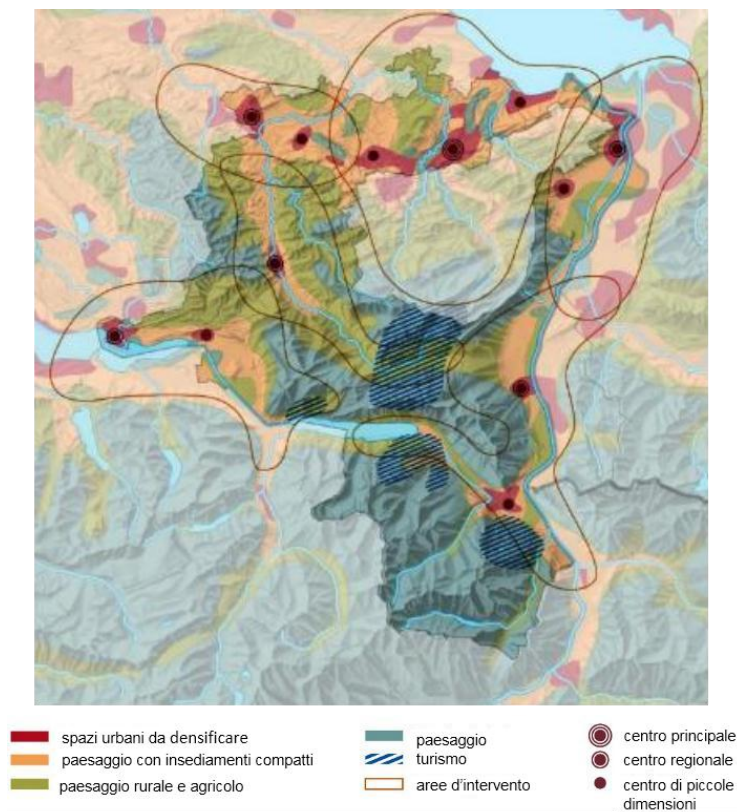 spazi urbani da densificare
paesaggio con insediamenti compatti
paesaggio rurale e agricolo
paesaggio
turismo
aree d'intervento
centro principale
centro regionale
centro di piccole
dimensioni